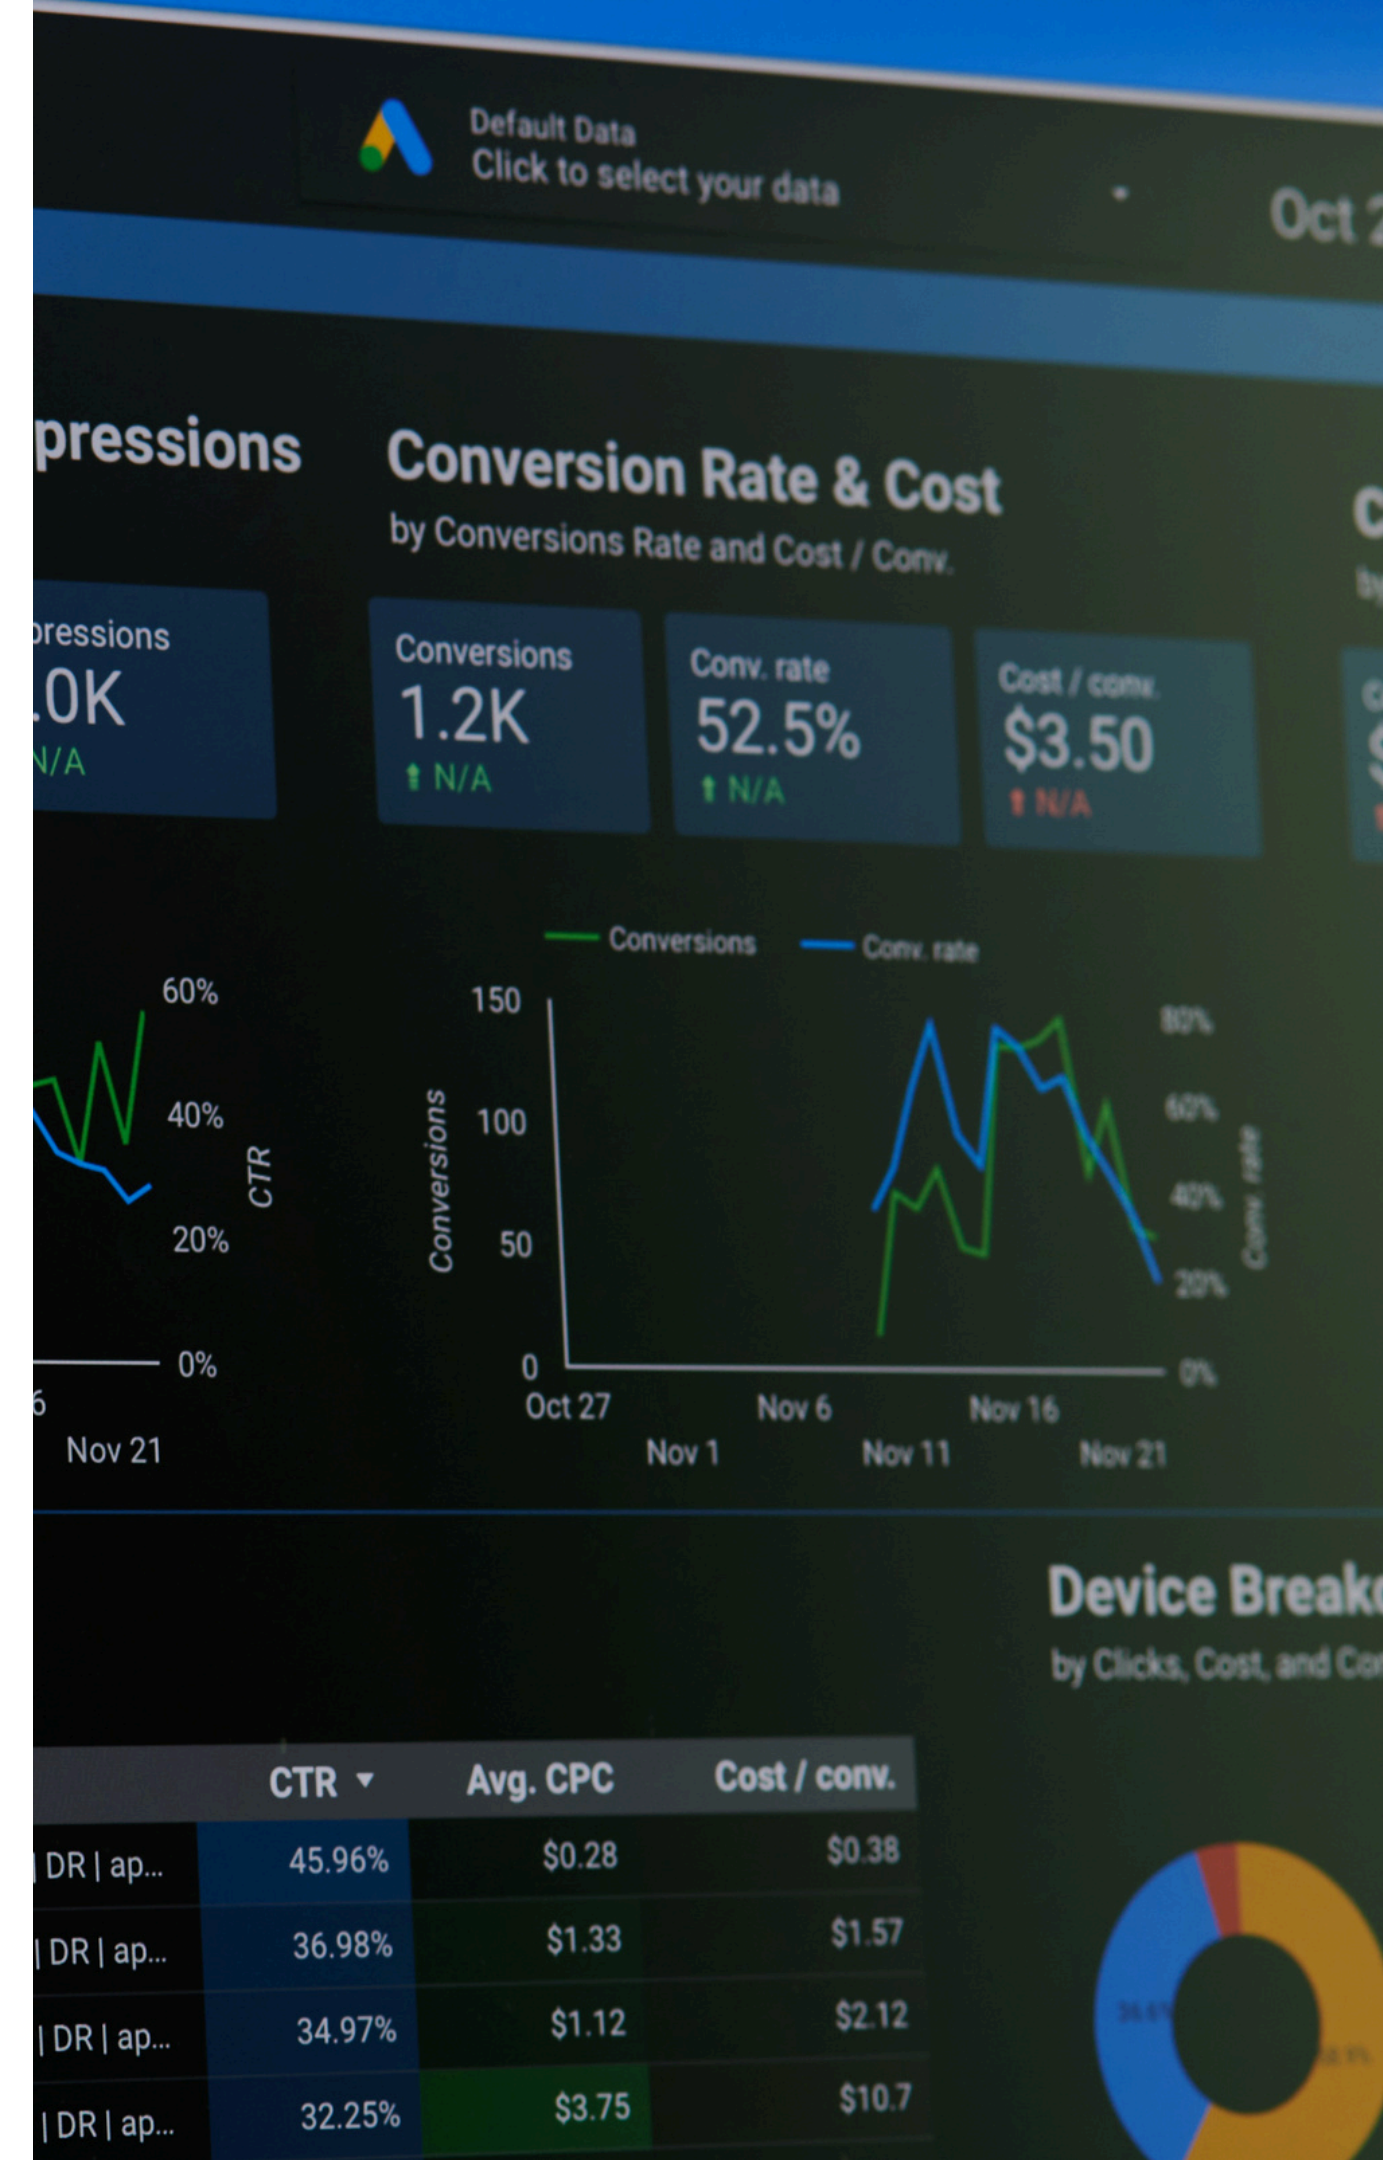 Default Data
Click to select your data
Oct 2
pressions
Conversion Rate & Cost
by Conversions Rate and Cost / Conv.
pressions
.0K
N/A
Conversions
1.2K
N/A
Conv. rate
52.5%
N/A
Cost / conv.
$3.50
N/A
Conversions
Conv. rate
60%
40%
20%
0%
CTR
6
Nov 21
150
100
50
0
Conversions
80%
60%
40%
20%
0%
Conv. rate
Oct 27
Nov 6
Nov 16
Nov 1
Nov 11
Nov 21
Device Break
by Clicks, Cost, and Co
CTR Avg. CPC Cost / conv.
| DR | ap... 45.96% $0.28 $0.38
| DR | ap... 36.98% $1.33 $1.57
| DR | ap... 34.97% $1.12 $2.12
| DR | ap... 32.25% $3.75 $10.7